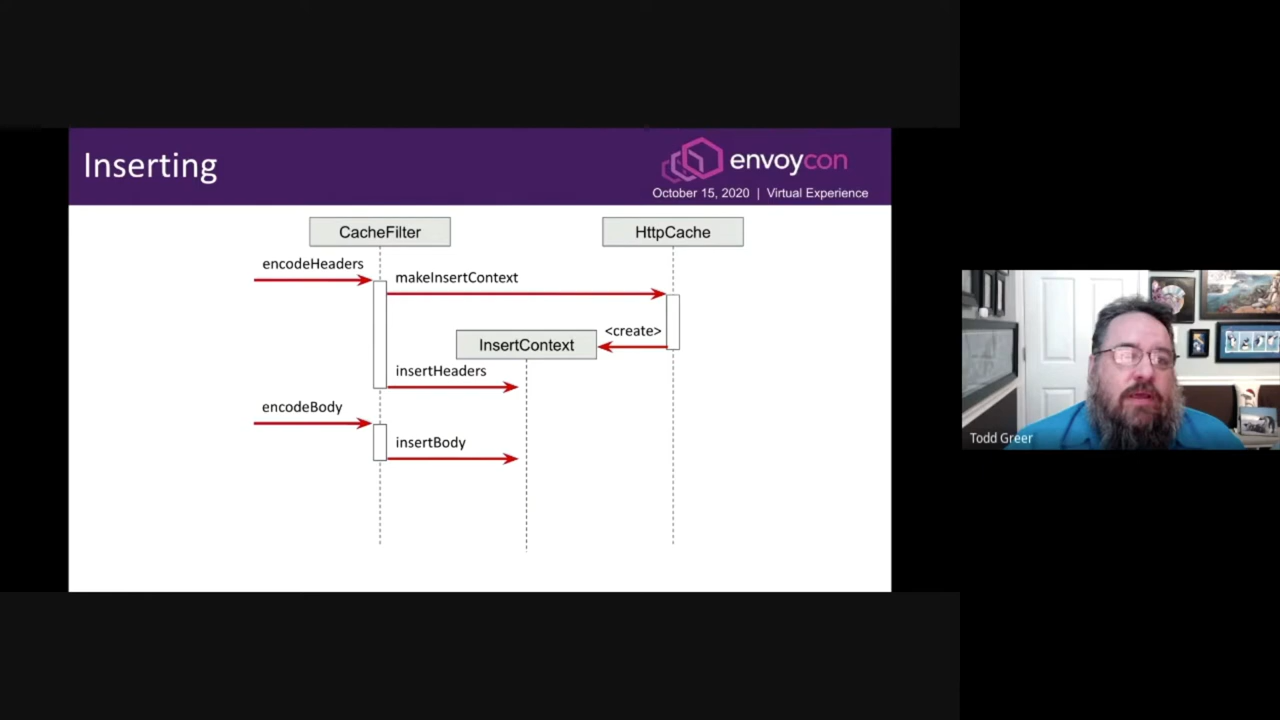 Inserting
envoycon
October 15, 2020 | Virtual Experience
CacheFilter
HttpCache
encodeHeaders
makeInsertContext
<create>
InsertContext
insertHeaders
encodeBody
insertBody
Todd Greer